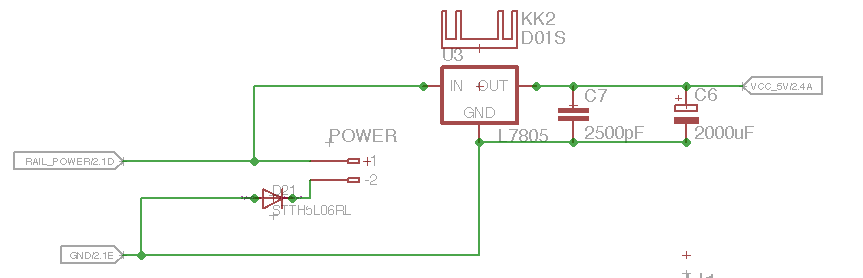 KK2
D01S
U3
IN
OUT
VCC_5V/2.4A
C7
C6
GND
L7805
2500pF
2000uF
POWER
RAIL_POWER/2.1D
+1
-2
D21
STTH5L06RL
GND/2.1E